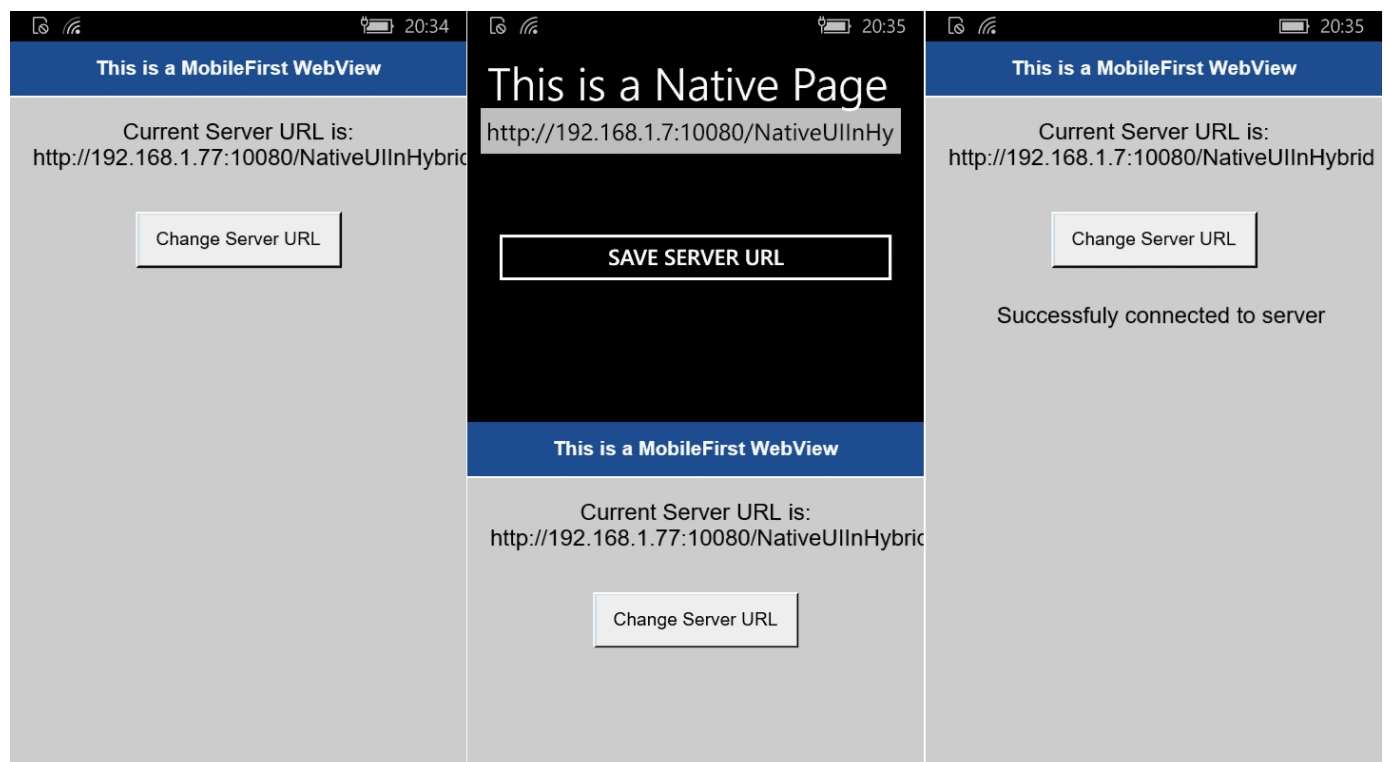 20:34
This is a MobileFirst WebView
Current Server URL is:
http://192.168.1.77:10080/NativeUIInHybric
Change Server URL
20:35
This is a Native Page
http://192.168.1.7:10080/NativeUIInHy
SAVE SERVER URL
This is a MobileFirst WebView
Current Server URL is:
http://192.168.1.77:10080/NativeUIInHybric
Change Server URL
20:35
This is a MobileFirst WebView
Current Server URL is:
http://192.168.1.7:10080/NativeUIInHybrid
Change Server URL
Successfuly connected to server